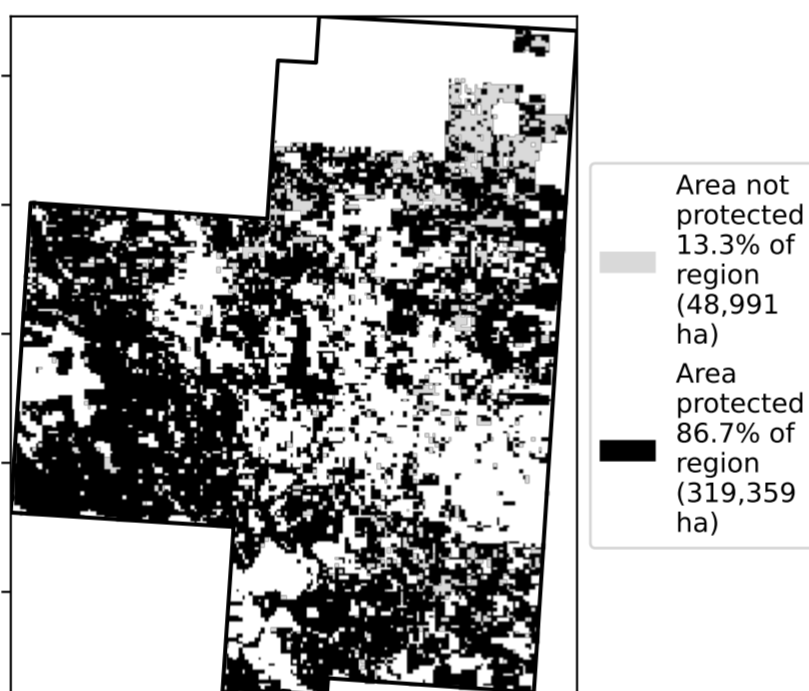 Area not
protected
13.3% of
region
(48,991
ha)
Area
protected
86.7% of
region
(319,359
ha)